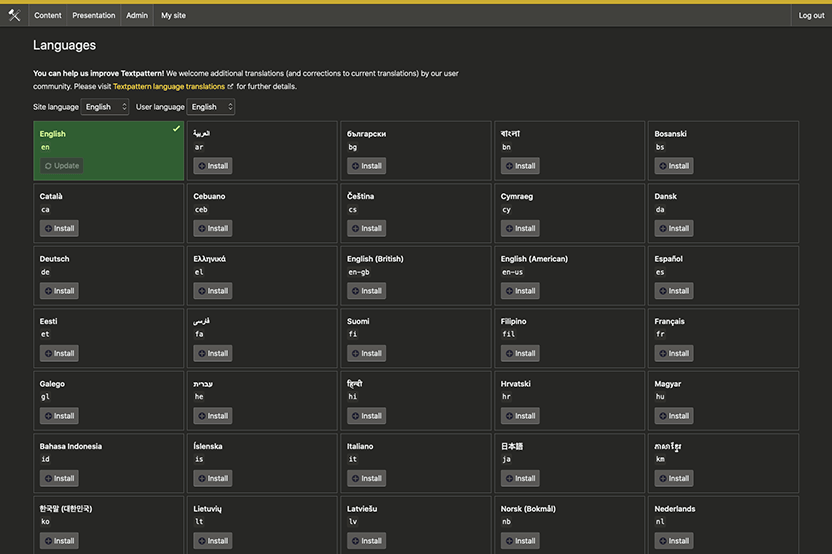 Content Presentation Admin My site Log out
Languages
You can help us improve Textpattern! We welcome additional translations (and corrections to current translations) by our user
community. Please visit Textpattern language translations for further details.
Site language English User language English
English العربية български বাংলা Bosanski
en ar bg bn bs
Update Install Install Install Install
Català Cebuano Čeština Cymraeg Dansk
ca ceb cs cy da
Install Install Install Install Install
Deutsch Ελληνικά English (British) English (American) Español
de el en-gb en-us es
Install Install Install Install Install
Eesti فارسی Suomi Filipino Français
et fa fi fil fr
Install Install Install Install Install
Galego עברית हिन्दी Hrvatski Magyar
gl he hi hr hu
Install Install Install Install Install
Bahasa Indonesia Íslenska Italiano 日本語 ភាសាខ្មែរ
id is it ja km
Install Install Install Install Install
한국말 (대한민국) Lietuvių Latviešu Norsk (Bokmål) Nederlands
ko lt lv nb nl
Install Install Install Install Install